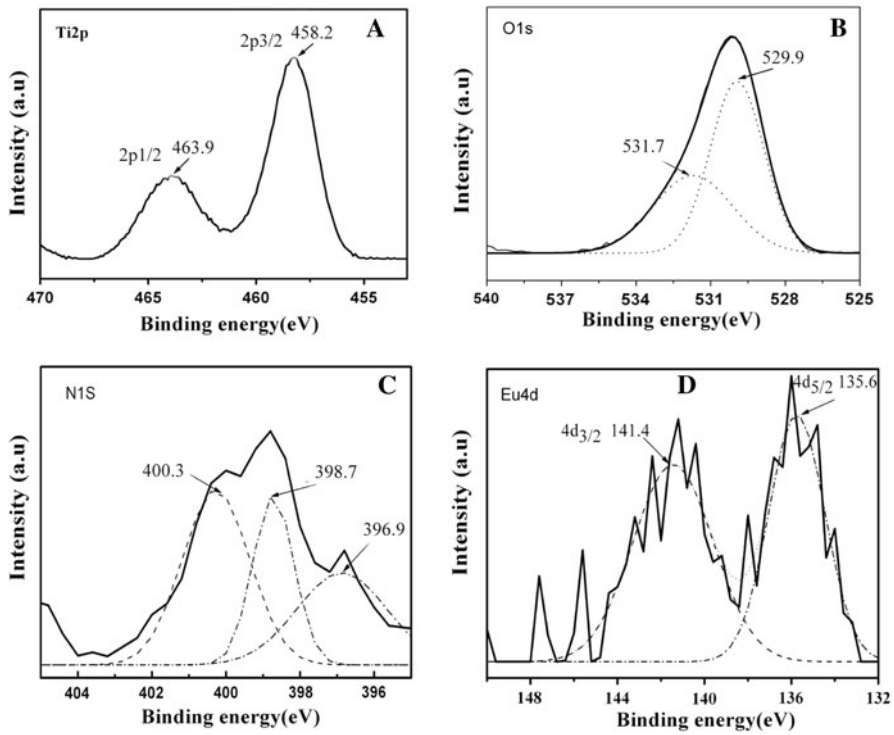 Ti2p
A
2p3/2 458.2
2p1/2 463.9
Intensity (a.u)
470 465 460 455
Binding energy(eV)
O1s
B
529.9
531.7
Intensity (a.u)
540 537 534 531 528 525
Binding energy(eV)
N1S
C
400.3
398.7
396.9
Intensity (a.u)
404 402 400 398 396
Binding energy(eV)
Eu4d
D
4d5/2 135.6
4d3/2 141.4
Intensity (a.u)
148 144 140 136 132
Binding energy(eV)